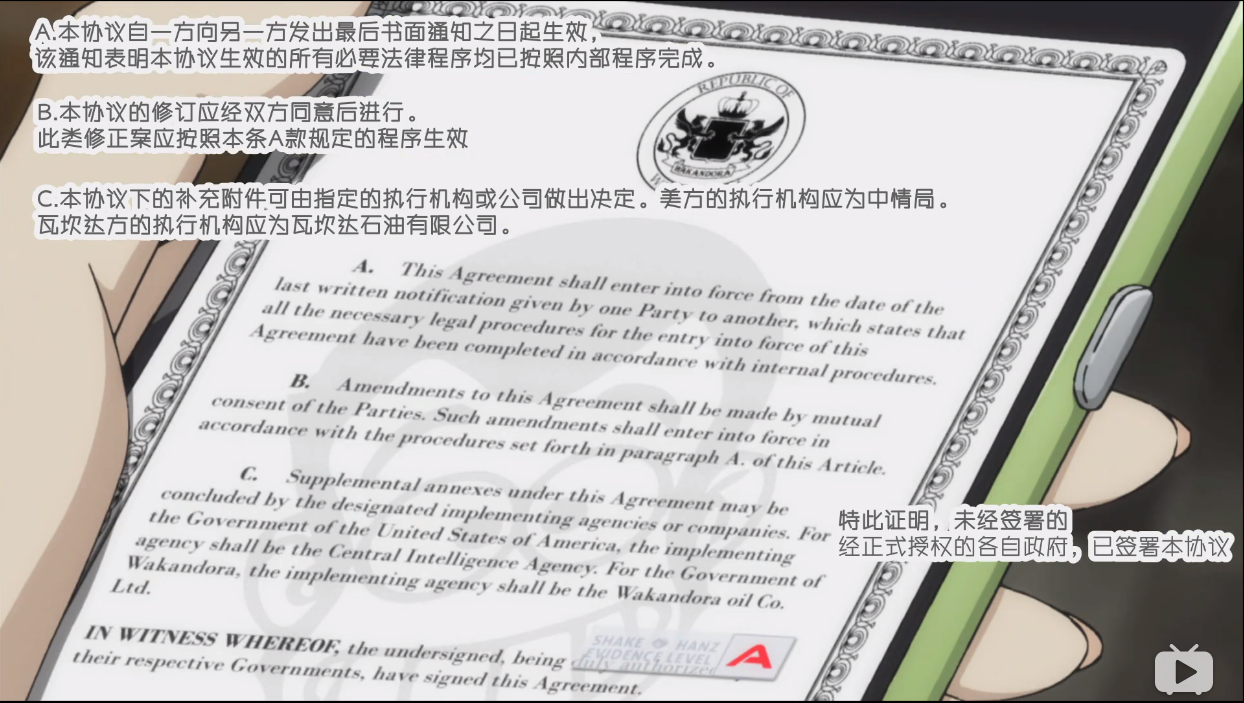 A.本协议自一方向另一方发出最后书面通知之日起生效，
该通知表明本协议生效的所有必要法律程序均已按照内部程序完成。
B.本协议的修订应经双方同意后进行。
此类修正案应按照本条A款规定的程序生效
C.本协议下的补充附件可由指定的执行机构或公司做出决定。美方的执行机构应为中情局。
瓦坎达方的执行机构应为瓦坎达石油有限公司。
REPUBLIC OF
WAKANDORA
A. This Agreement shall enter into force from the date of the
last written notification given by one Party to another, which states that
all the necessary legal procedures for the entry into force of this
Agreement have been completed in accordance with internal procedures.
B. Amendments to this Agreement shall be made by mutual
consent of the Parties. Such amendments shall enter into force in
accordance with the procedures set forth in paragraph A. of this Article.
C. Supplemental annexes under this Agreement may be
concluded by the designated implementing agencies or companies. For
the Government of the United States of America, the implementing
agency shall be the Central Intelligence Agency. For the Government of
Wakandora, the implementing agency shall be the Wakandora oil Co.
Ltd.
特此证明，未经签署的
经正式授权的各自政府，已签署本协议
IN WITNESS WHEREOF, the undersigned, being duly authorized
their respective Governments, have signed this Agreement.
SHAKE HANZ
EVIDENCE LEVEL
A